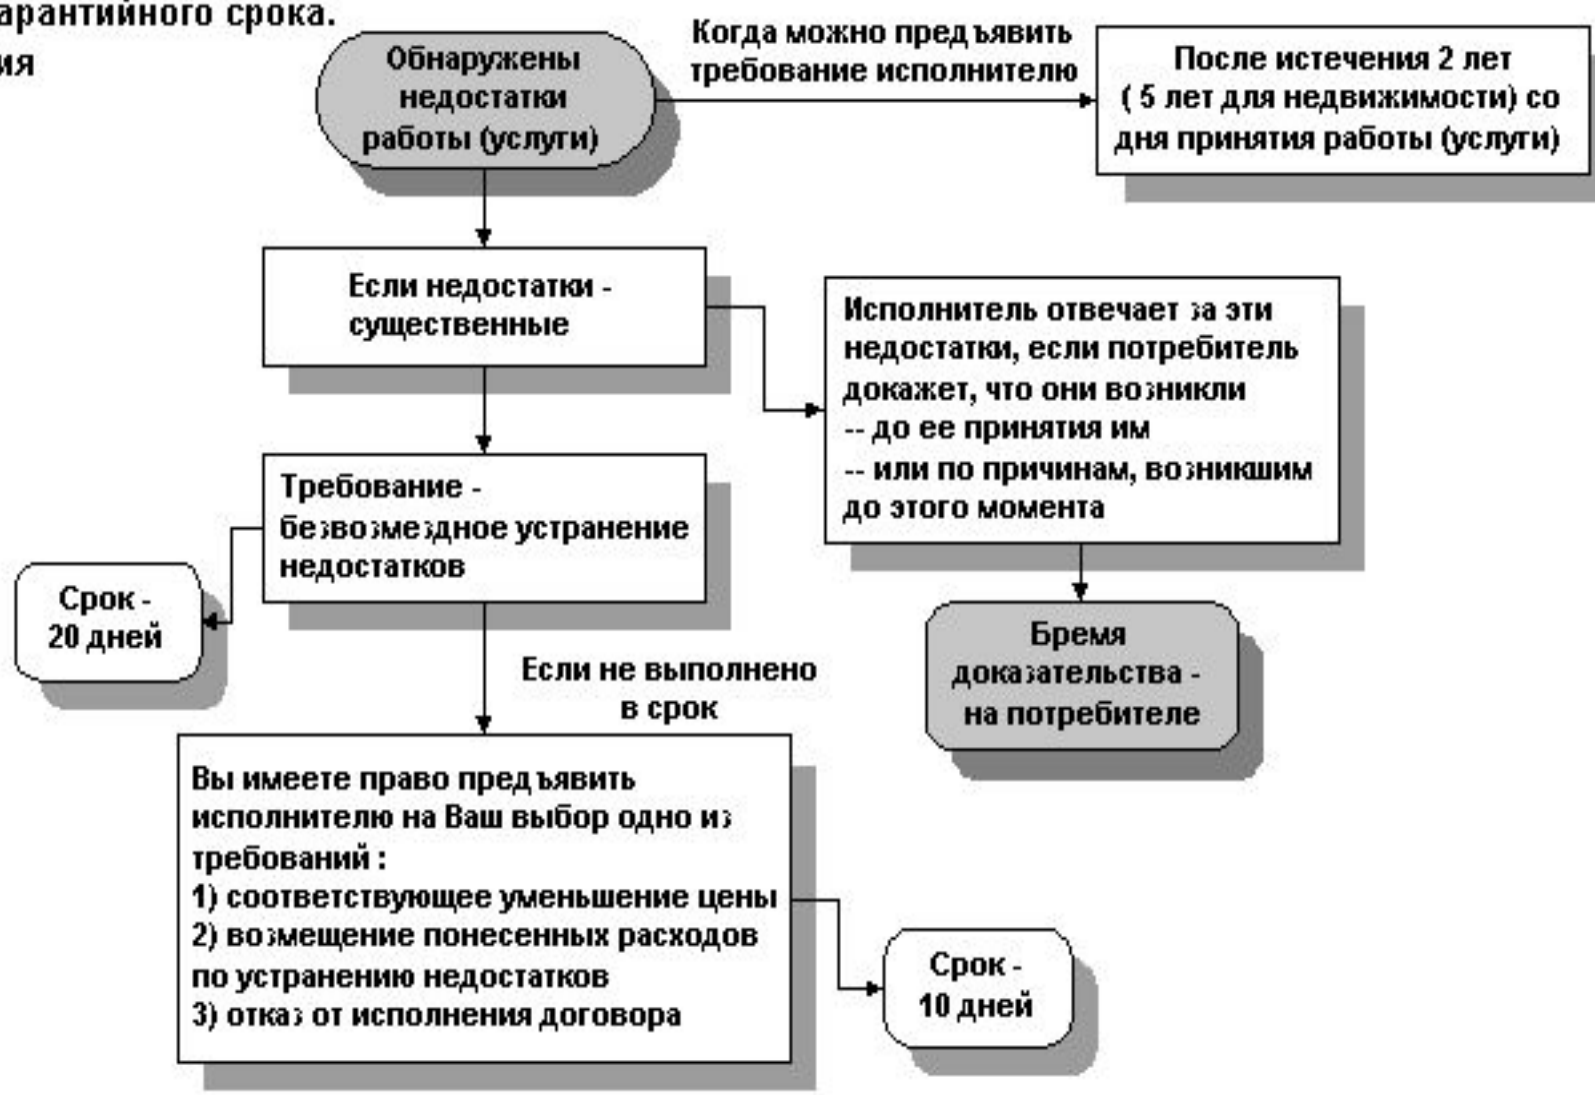 арантийного срока.
ия
Обнаружены
недостатки
работы (услуги)
Когда можно предъявить
требование исполнителю
После истечения 2 лет
( 5 лет для недвижимости) со
дня принятия работы (услуги)
Если недостатки -
существенные
Исполнитель отвечает за эти
недостатки, если потребитель
докажет, что они возникли
-- до ее принятия им
-- или по причинам, возникшим
до этого момента
Требование -
безвозмездное устранение
недостатков
Срок -
20 дней
Бремя
доказательства -
на потребителе
Если не выполнено
в срок
Вы имеете право предъявить
исполнителю на Ваш выбор одно из
требований :
1) соответствующее уменьшение цены
2) возмещение понесенных расходов
по устранению недостатков
3) отказ от исполнения договора
Срок -
10 дней